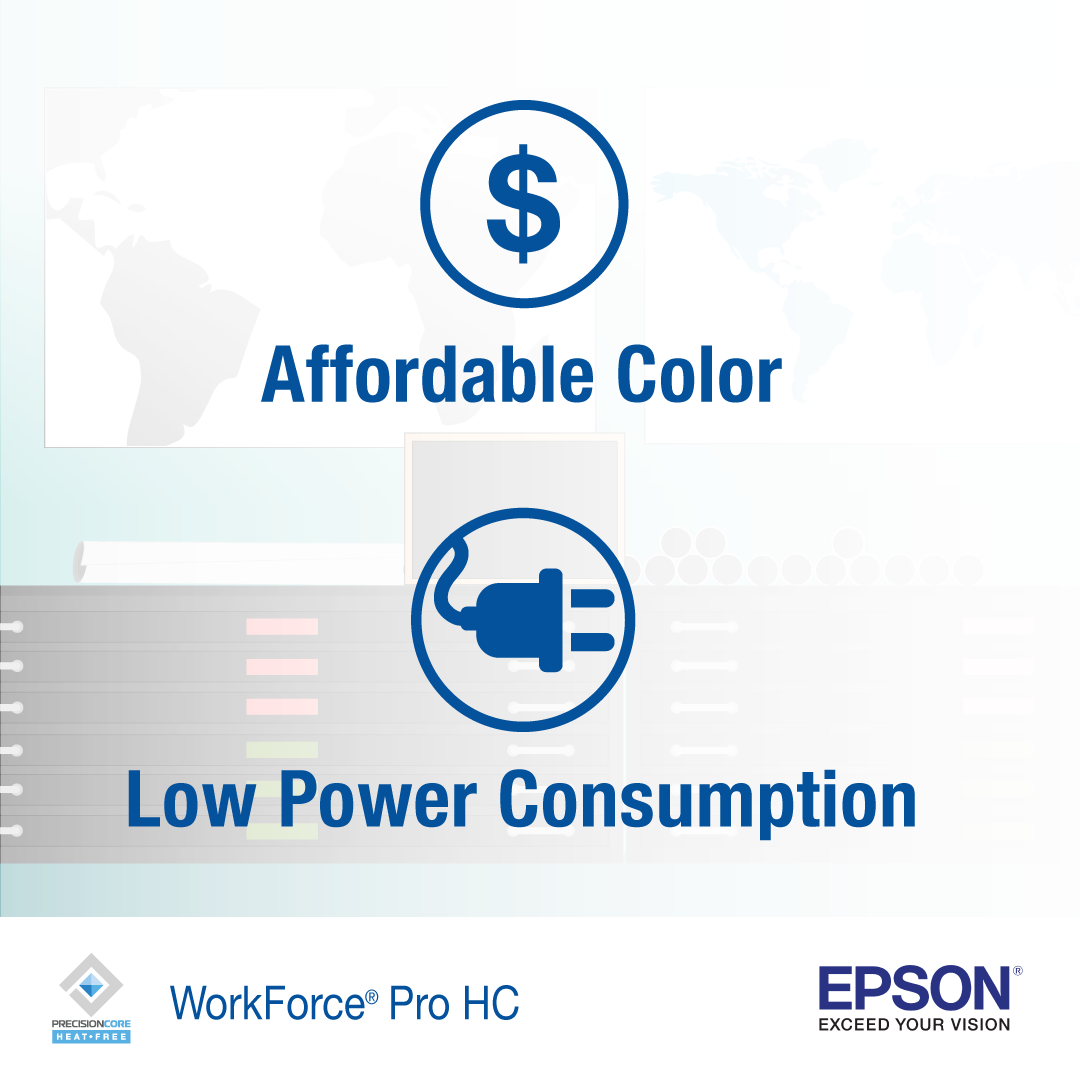 $
Affordable Color
Low Power Consumption
PRECISIONCORE
HEAT•FREE
WorkForce® Pro HC
EPSON®
EXCEED YOUR VISION